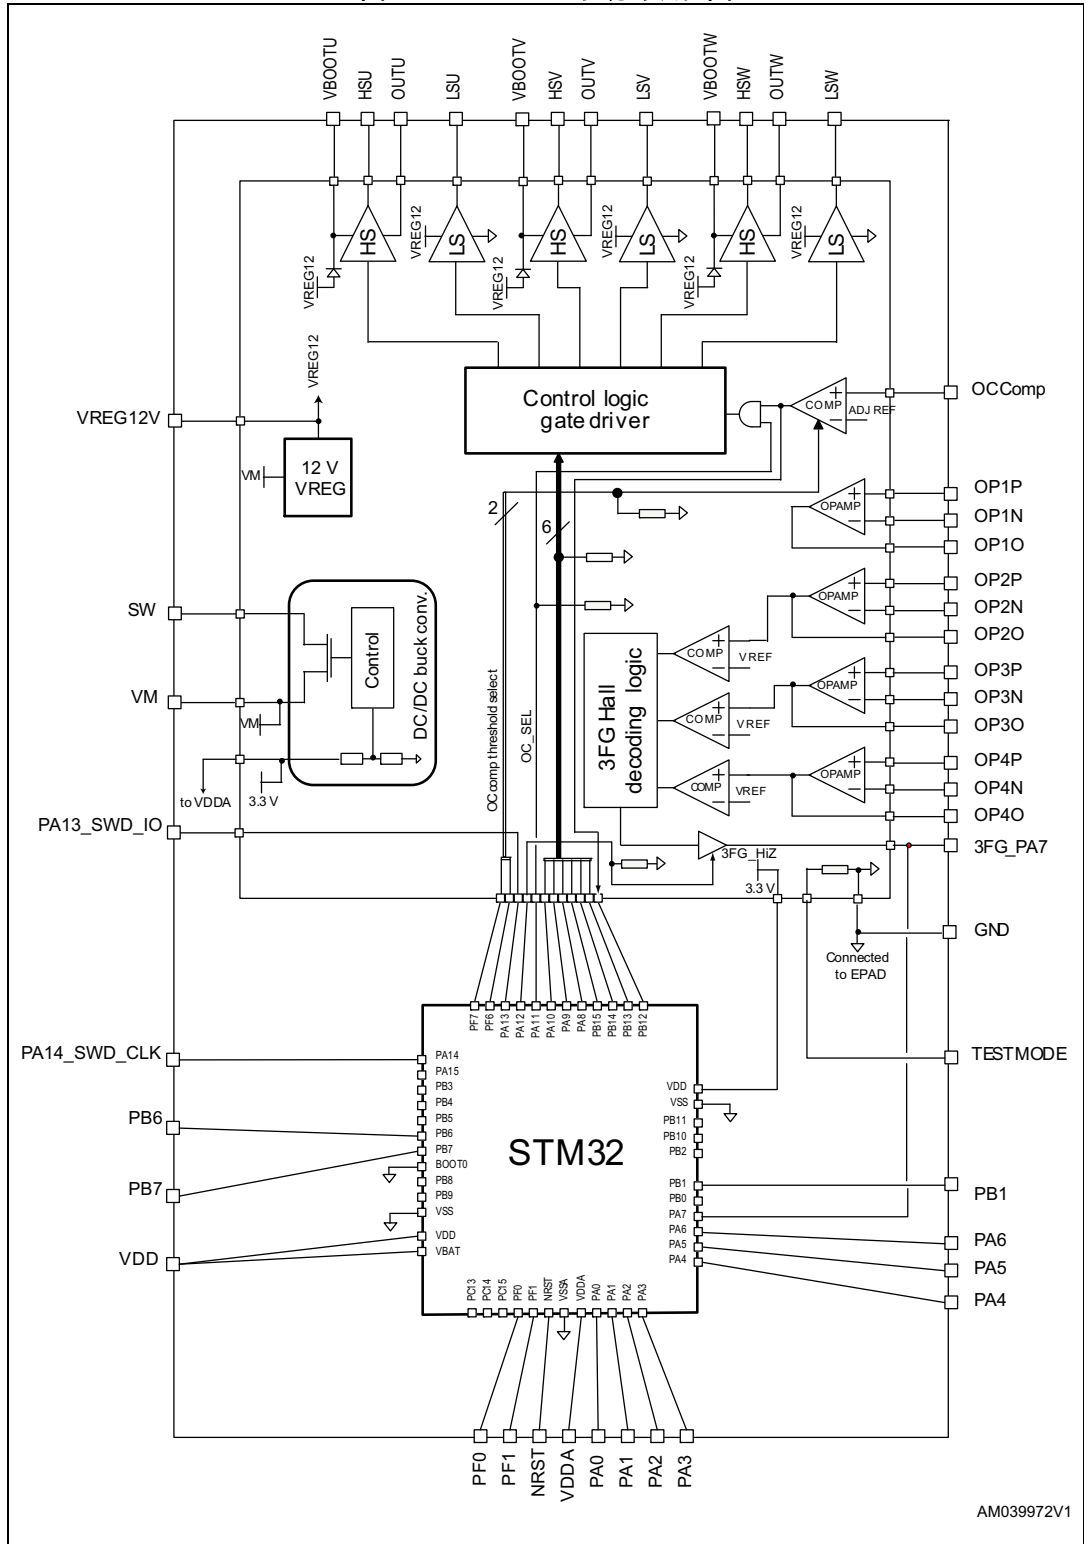 VBOOTU
HSU
OUTU
LSU
VBOOTV
HSV
OUTV
LSV
VBOOTW
HSW
OUTW
LSW
VREG12
HS
VREG12
LS
VREG12
HS
VREG12
LS
VREG12
HS
VREG12
LS
VREG12
VREG12
Control logic
gate driver
COMP
+
−
ADJ REF
OCComp
VREG12V
VM
12 V
VREG
2
6
OPAMP
+
−
OP1P
OP1N
OP1O
SW
VM
VM
Control
DC/DC buck conv.
to VDDA
3.3 V
OCcomp threshold select
OC_SEL
3FG Hall
decoding logic
COMP
+
−
VREF
OPAMP
+
−
OP2P
OP2N
OP2O
COMP
+
−
VREF
OPAMP
+
−
OP3P
OP3N
OP3O
COMP
+
−
VREF
OPAMP
+
−
OP4P
OP4N
OP4O
PA13_SWD_IO
3FG_HiZ
3.3 V
3FG_PA7
GND
Connected
to EPAD
PF7
PF6
PA13
PA12
PA11
PA10
PA9
PA8
PB15
PB14
PB13
PB12
PA14_SWD_CLK
PB6
PB7
VDD
PA14
PA15
PB3
PB4
PB5
PB6
PB7
BOOT0
PB8
PB9
VSS
VDD
VBAT
STM32
VDD
VSS
PB11
PB10
PB2
PB1
PB0
PA7
PA6
PA5
PA4
TESTMODE
PB1
PA6
PA5
PA4
PC13
PC14
PC15
PF0
PF1
NRST
VSSA
VDDA
PA0
PA1
PA2
PA3
PF0
PF1
NRST
VDDA
PA0
PA1
PA2
PA3
AM039972V1